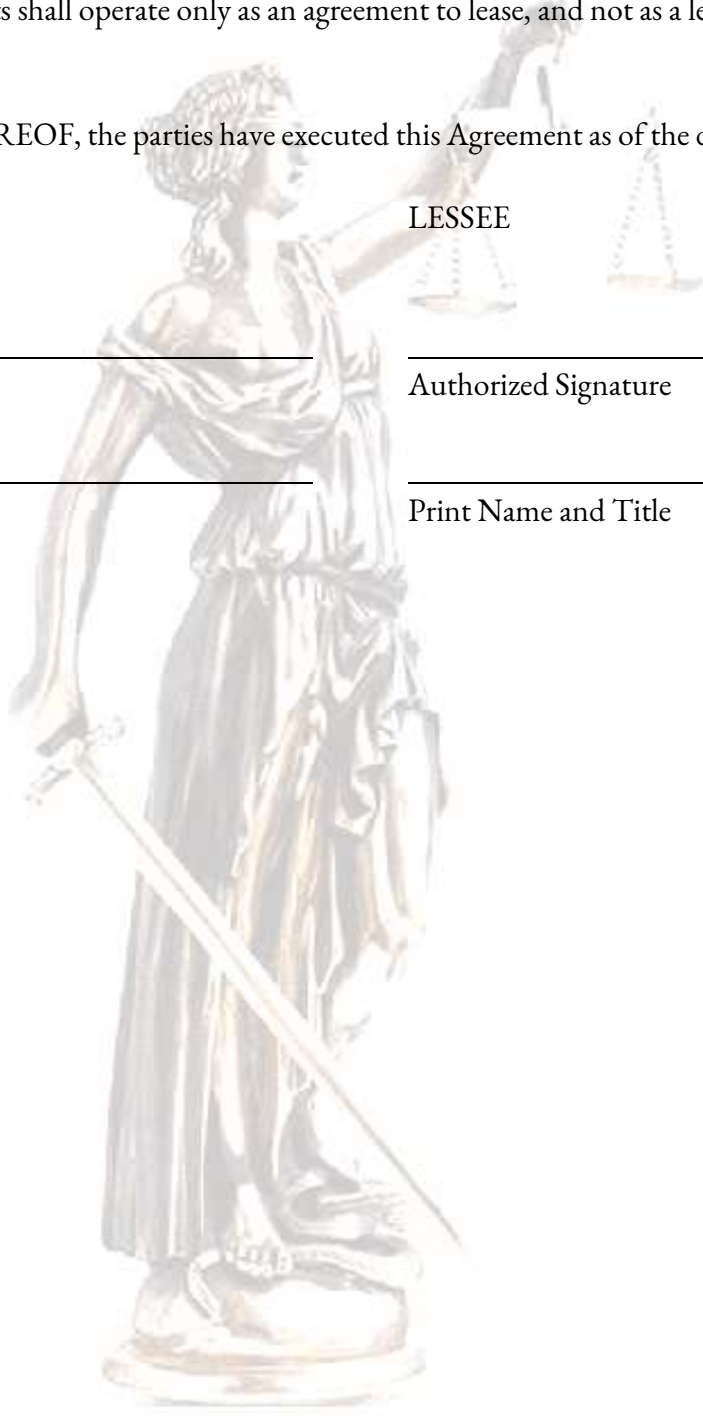 s shall operate only as an agreement to lease, and not as a le
REOF, the parties have executed this Agreement as of the d
LESSEE
Authorized Signature
Print Name and Title